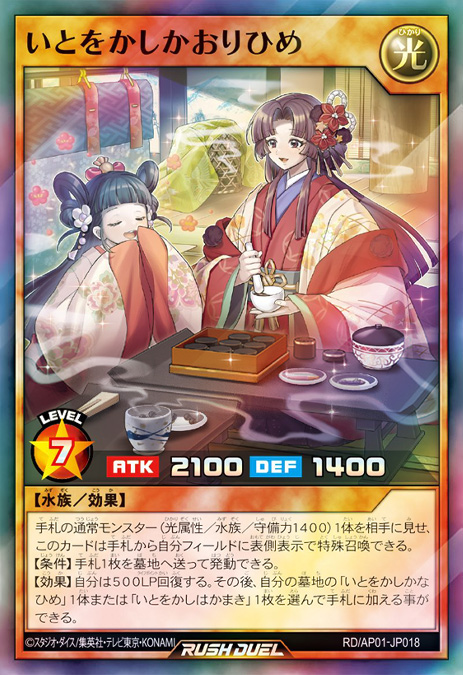 いとをかしかおりひめ
ひかり
光
LEVEL
7
ATK 2100 DEF 1400
【水族／効果】
手札の通常モンスター（光属性／水族／守備力1400）1体を相手に見せ、
このカードは手札から自分フィールドに表側表示で特殊召喚できる。
【条件】手札1枚を墓地へ送って発動できる。
【効果】自分は500LP回復する。その後、自分の墓地の「いとをかしかな
ひめ」1体または「いとをかしはかまき」1枚を選んで手札に加える事が
できる。
©スタジオ・ダイス/集英社・テレビ東京・KONAMI
RUSH DUEL
RD/AP01-JP018